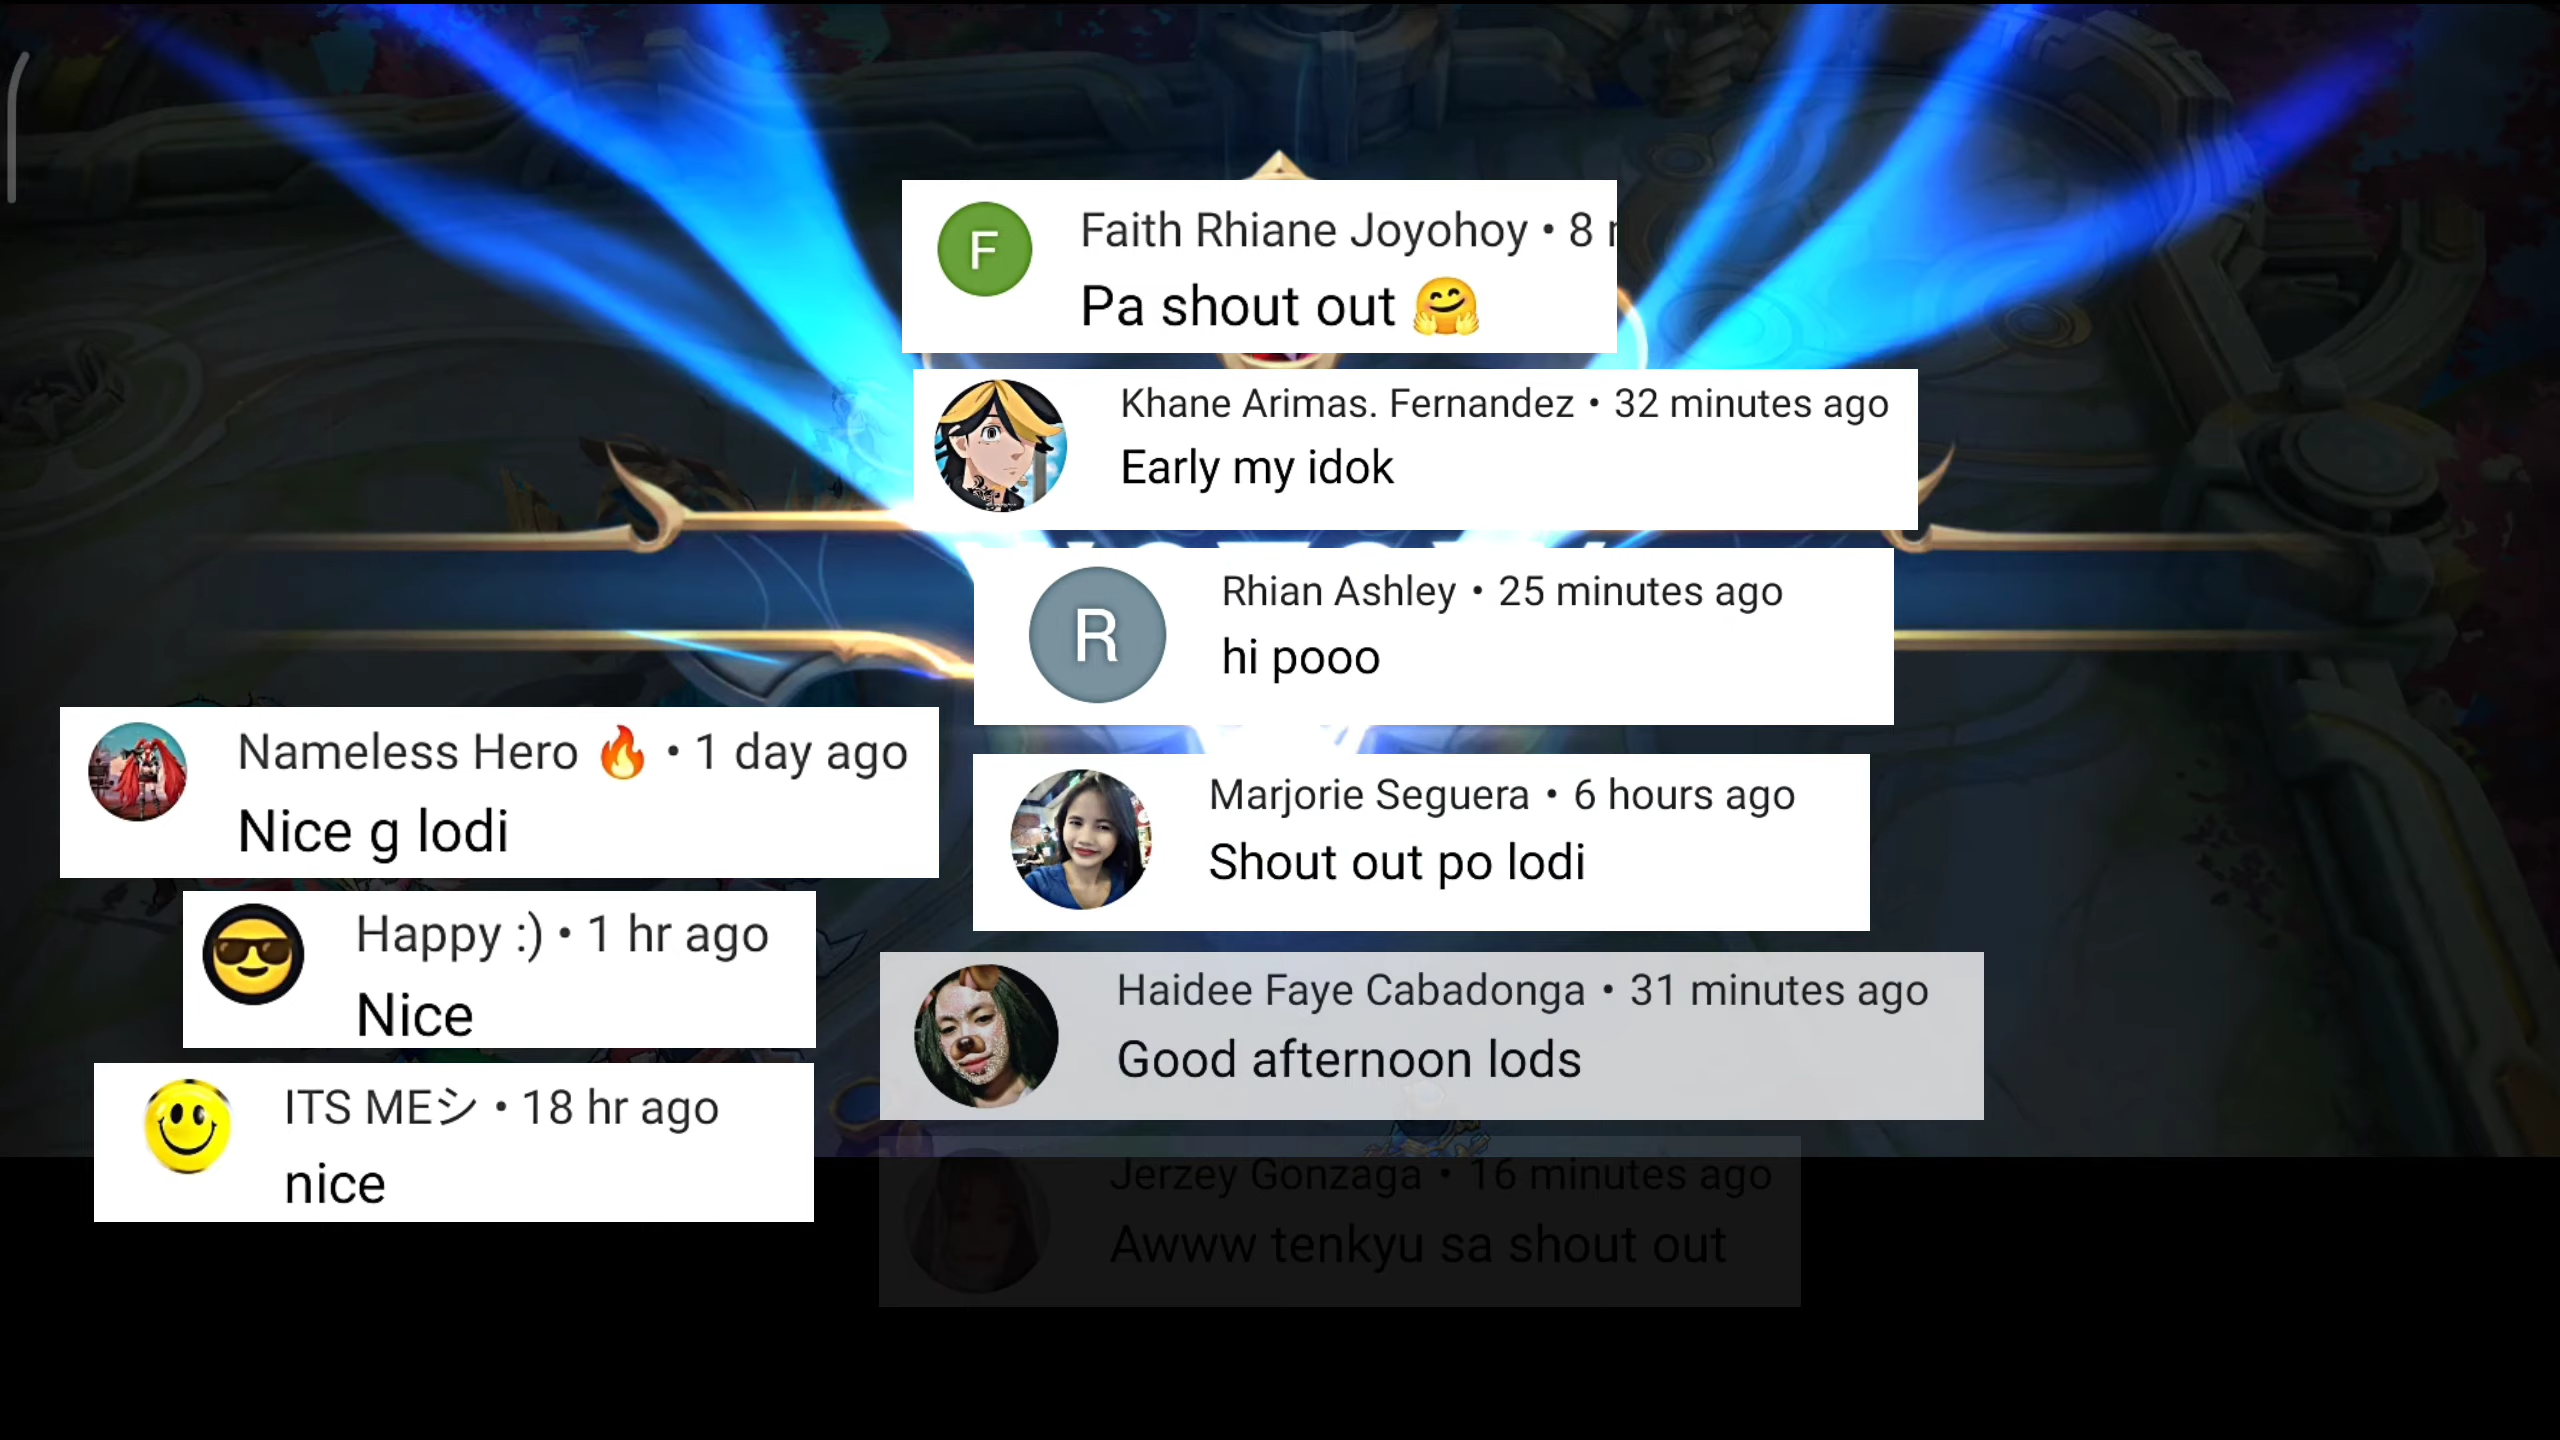 Faith Rhiane Joyohoy • 8
Pa shout out 🤗
Khane Arimas. Fernandez • 32 minutes ago
Early my idok
Rhian Ashley • 25 minutes ago
hi pooo
Marjorie Seguera • 6 hours ago
Shout out po lodi
Haidee Faye Cabadonga • 31 minutes ago
Good afternoon lods
Jerzey Gonzaga • 16 minutes ago
Awww tenkyu sa shout out
Nameless Hero 🔥 • 1 day ago
Nice g lodi
Happy :) • 1 hr ago
Nice
ITS MEシ • 18 hr ago
nice
F
R